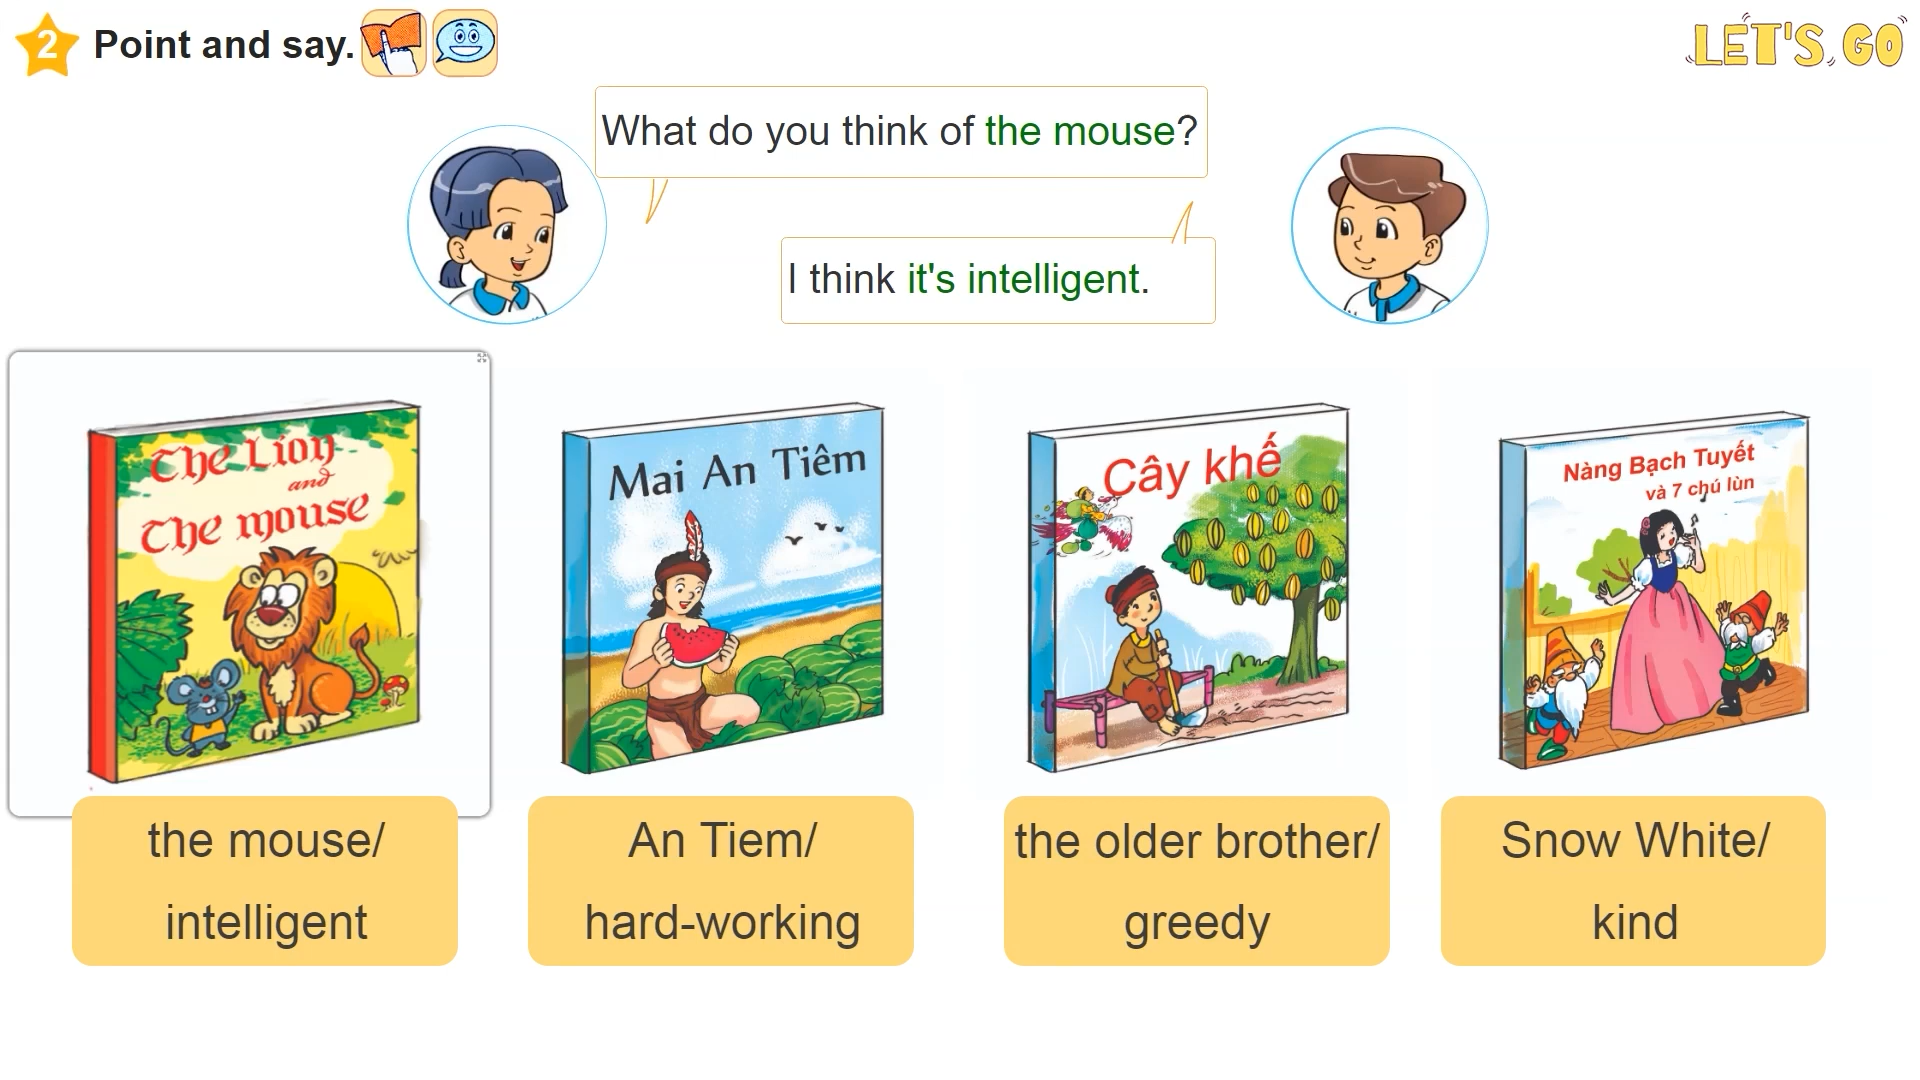 2 Point and say.
LET'S GO
What do you think of the mouse?
I think it's intelligent.
The Lion
and
The mouse
Mai An Tiêm
Cây khế
Nàng Bạch Tuyết
và 7 chú lùn
the mouse/
intelligent
An Tiem/
hard-working
the older brother/
greedy
Snow White/
kind